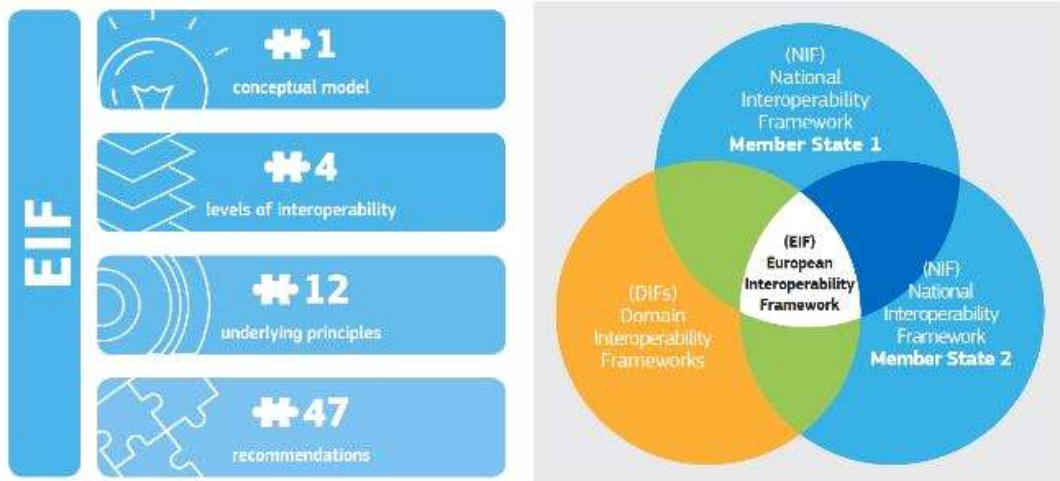 EIF
1
conceptual model
4
levels of interoperability
12
underlying principles
47
recommendations
(NIF)
National
Interoperability
Framework
Member State 1
(EIF)
European
Interoperability
Framework
(DIFs)
Domain
Interoperability
Frameworks
(NIF)
National
Interoperability
Framework
Member State 2